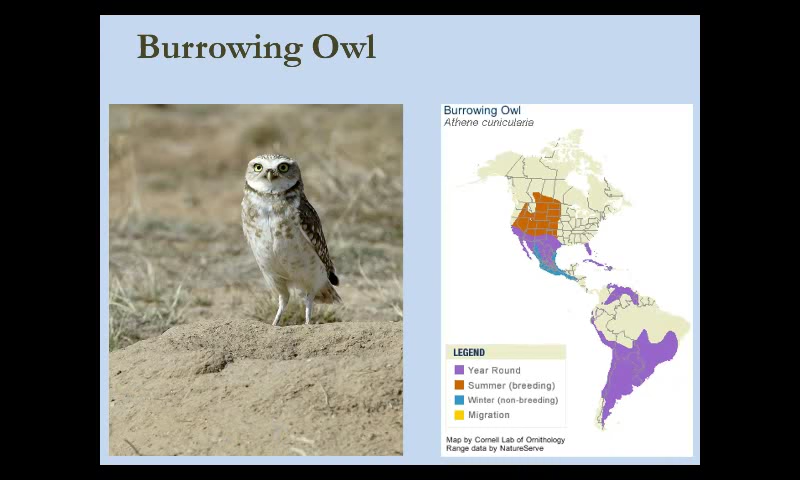 Burrowing Owl
Burrowing Owl
Athene cunicularia
LEGEND
Year Round
Summer (breeding)
Winter (non-breeding)
Migration
Map by Cornell Lab of Ornithology
Range data by NatureServe